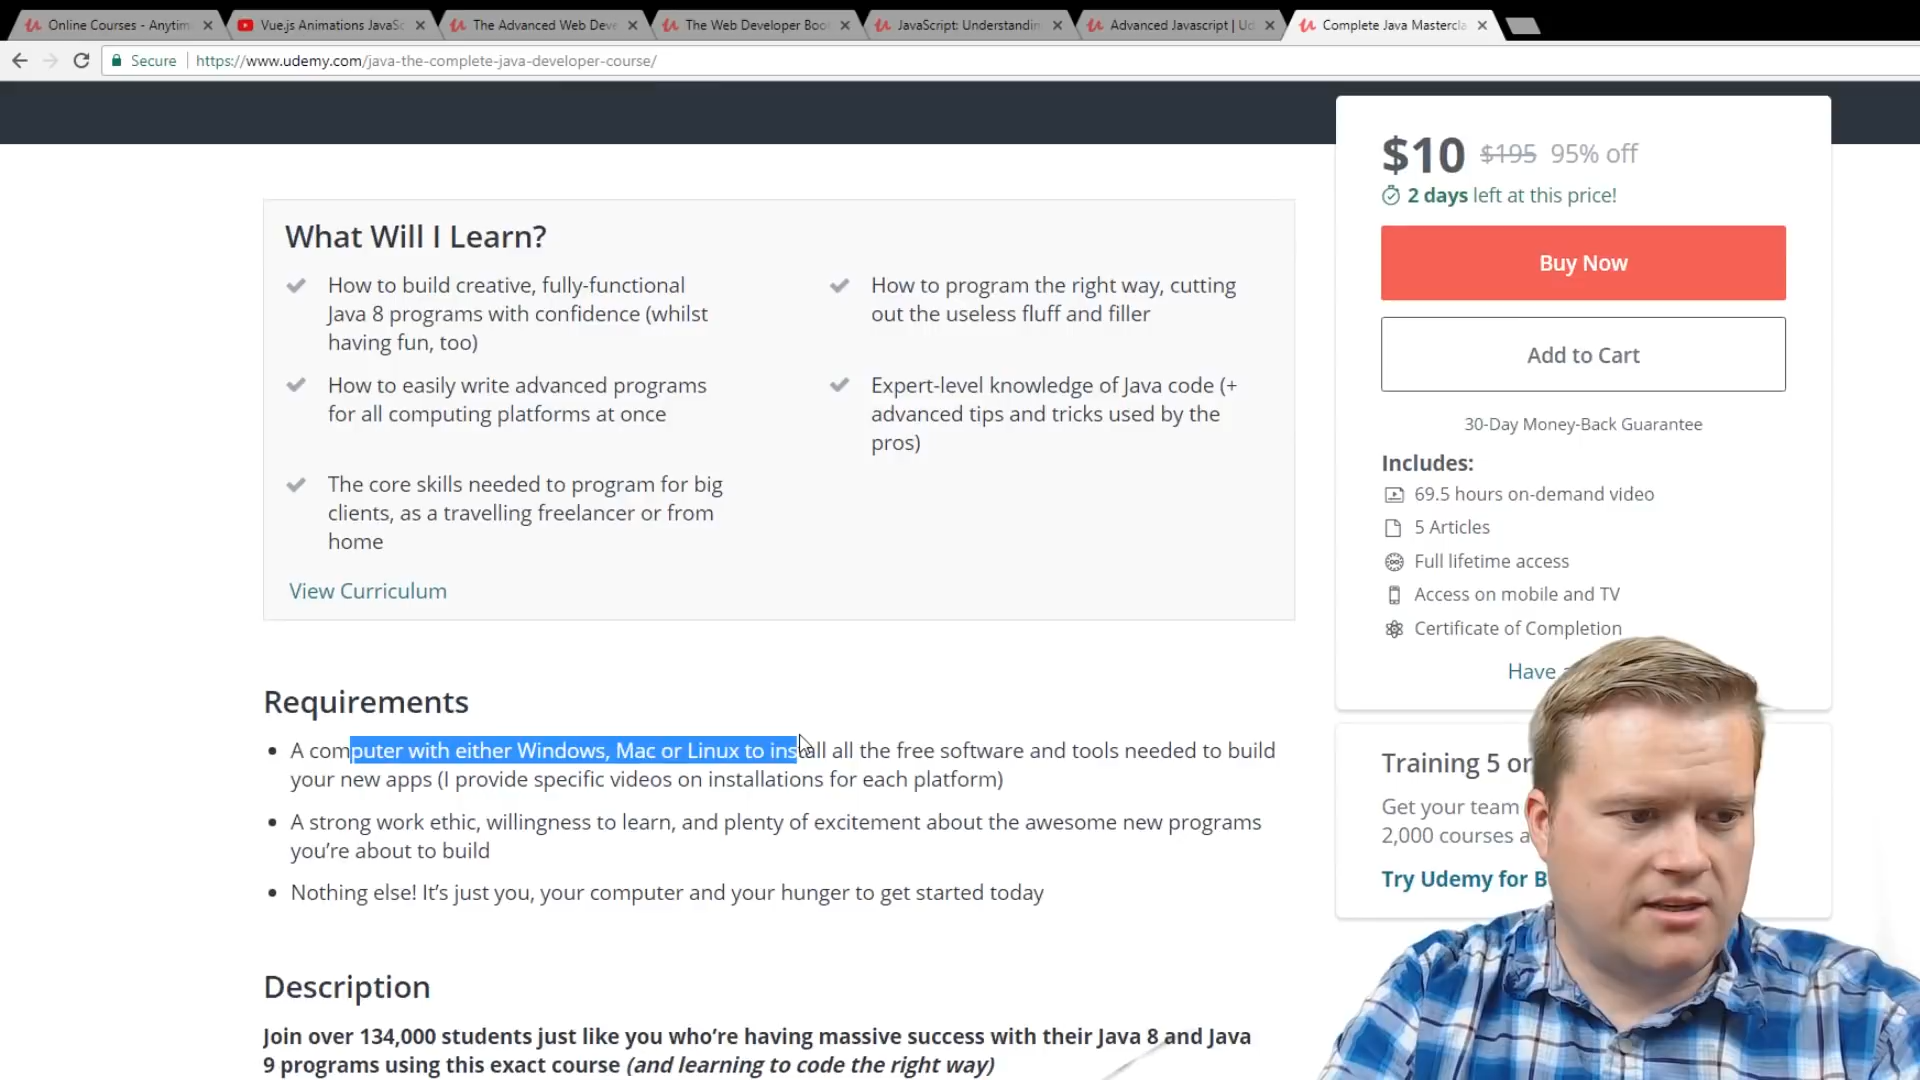 Online Courses - Anytim
Vue.js Animations JavaSc
The Advanced Web Deve
The Web Developer Boo
JavaScript: Understandin
Advanced Javascript | Ud
Complete Java Mastercla
Secure
https://www.udemy.com/java-the-complete-java-developer-course/
What Will I Learn?
How to build creative, fully-functional
Java 8 programs with confidence (whilst
having fun, too)
How to program the right way, cutting
out the useless fluff and filler
How to easily write advanced programs
for all computing platforms at once
Expert-level knowledge of Java code (+
advanced tips and tricks used by the
pros)
The core skills needed to program for big
clients, as a travelling freelancer or from
home
View Curriculum
Requirements
A computer with either Windows, Mac or Linux to install all the free software and tools needed to build
your new apps (I provide specific videos on installations for each platform)
A strong work ethic, willingness to learn, and plenty of excitement about the awesome new programs
you’re about to build
Nothing else! It’s just you, your computer and your hunger to get started today
Description
Join over 134,000 students just like you who’re having massive success with their Java 8 and Java
9 programs using this exact course (and learning to code the right way)
$10 $195 95% off
2 days left at this price!
Buy Now
Add to Cart
30-Day Money-Back Guarantee
Includes:
69.5 hours on-demand video
5 Articles
Full lifetime access
Access on mobile and TV
Certificate of Completion
Have
Training 5 or
Get your team
2,000 courses a
Try Udemy for B